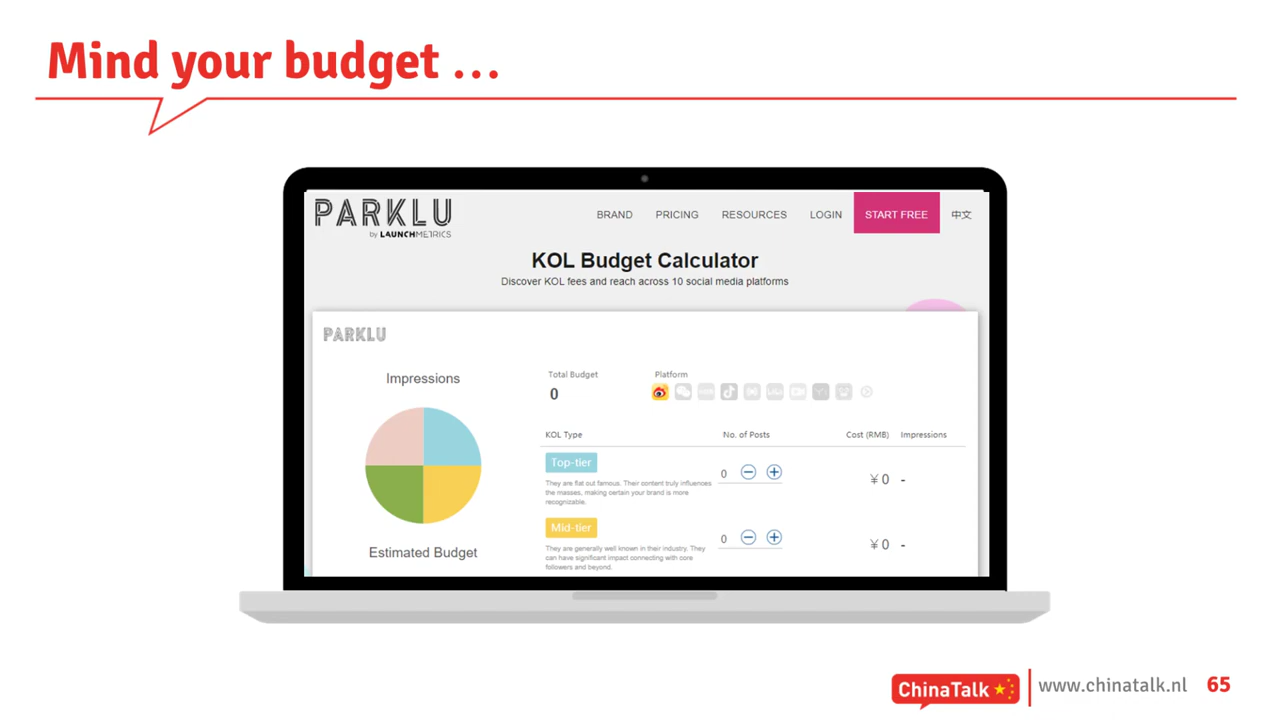 Mind your budget ...
PARKLU
by LAUNCHMETRICS
BRAND PRICING RESOURCES LOGIN START FREE 中文
KOL Budget Calculator
Discover KOL fees and reach across 10 social media platforms
PARKLU
Impressions
Estimated Budget
Total Budget
0
Platform
KOL Type No. of Posts Cost (RMB) Impressions
Top-tier 0 ¥0 -
They are flat out famous. Their content truly influences
the masses, making certain your brand is more
recognizable.
Mid-tier 0 ¥0 -
They are generally well known in their industry. They
can have significant impact connecting with core
followers and beyond.
ChinaTalk www.chinatalk.nl 65